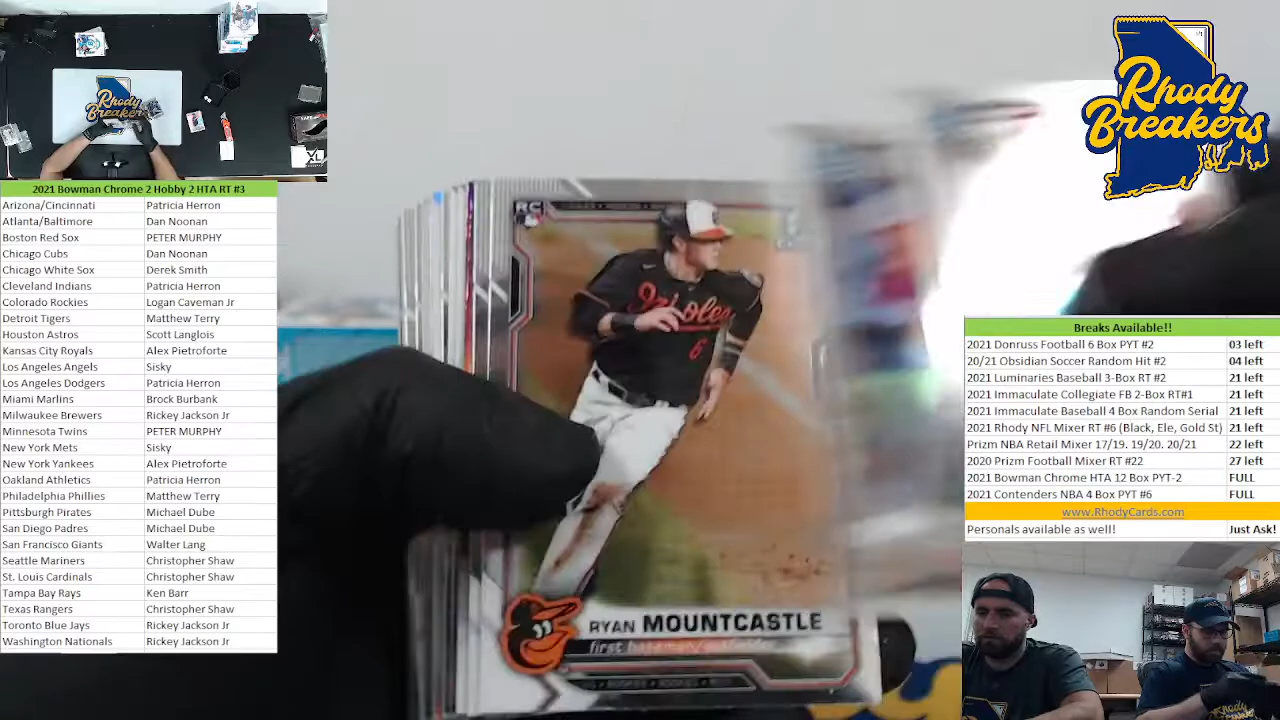 2021 Bowman Chrome 2 Hobby 2 HTA RT #3
Arizona/Cincinnati Patricia Herron
Atlanta/Baltimore Dan Noonan
Boston Red Sox PETER MURPHY
Chicago Cubs Dan Noonan
Chicago White Sox Derek Smith
Cleveland Indians Patricia Herron
Colorado Rockies Logan Caveman Jr
Detroit Tigers Matthew Terry
Houston Astros Scott Langlois
Kansas City Royals Alex Pietroforte
Los Angeles Angels Sisky
Los Angeles Dodgers Patricia Herron
Miami Marlins Brock Burbank
Milwaukee Brewers Rickey Jackson Jr
Minnesota Twins PETER MURPHY
New York Mets Sisky
New York Yankees Alex Pietroforte
Oakland Athletics Patricia Herron
Philadelphia Phillies Matthew Terry
Pittsburgh Pirates Michael Dube
San Diego Padres Michael Dube
San Francisco Giants Walter Lang
Seattle Mariners Christopher Shaw
St. Louis Cardinals Christopher Shaw
Tampa Bay Rays Ken Barr
Texas Rangers Christopher Shaw
Toronto Blue Jays Rickey Jackson Jr
Washington Nationals Rickey Jackson Jr
Rhody
Breakers
RC
Orioles
6
RYAN MOUNTCASTLE
Rhody
Breakers
Breaks Available!!
2021 Donruss Football 6 Box PYT #2 03 left
20/21 Obsidian Soccer Random Hit #2 04 left
2021 Luminaries Baseball 3-Box RT #2 21 left
2021 Immaculate Collegiate FB 2-Box RT#1 21 left
2021 Immaculate Baseball 4 Box Random Serial 21 left
2021 Rhody NFL Mixer RT #6 (Black, Ele, Gold St) 21 left
Prizm NBA Retail Mixer 17/19. 19/20. 20/21 22 left
2020 Prizm Football Mixer RT #22 27 left
2021 Bowman Chrome HTA 12 Box PYT-2 FULL
2021 Contenders NBA 4 Box PYT #6 FULL
www.RhodyCards.com
Personals available as well! Just Ask!